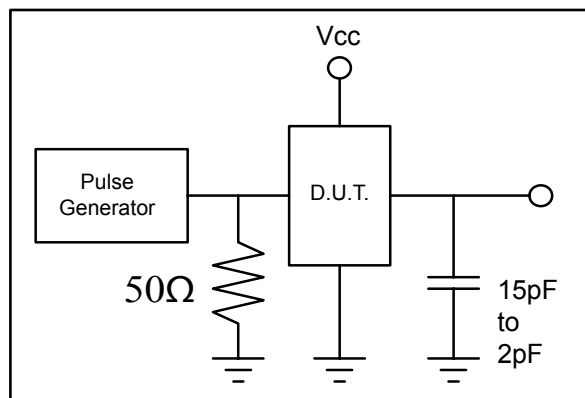 Vcc
Pulse
Generator
D.U.T.
50Ω
15pF
to
2pF